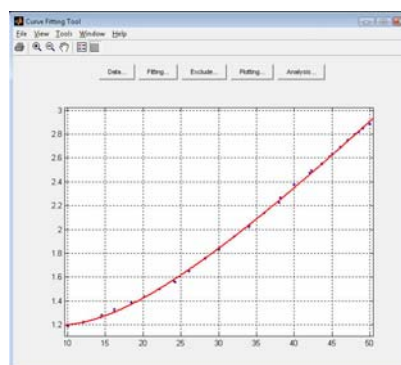 Curve Fitting Tool
File View Tools Window Help
Data... Fitting... Exclude... Plotting... Analysis...
3
2.8
2.6
2.4
2.2
2
1.8
1.6
1.4
1.2
10 15 20 25 30 35 40 45 50